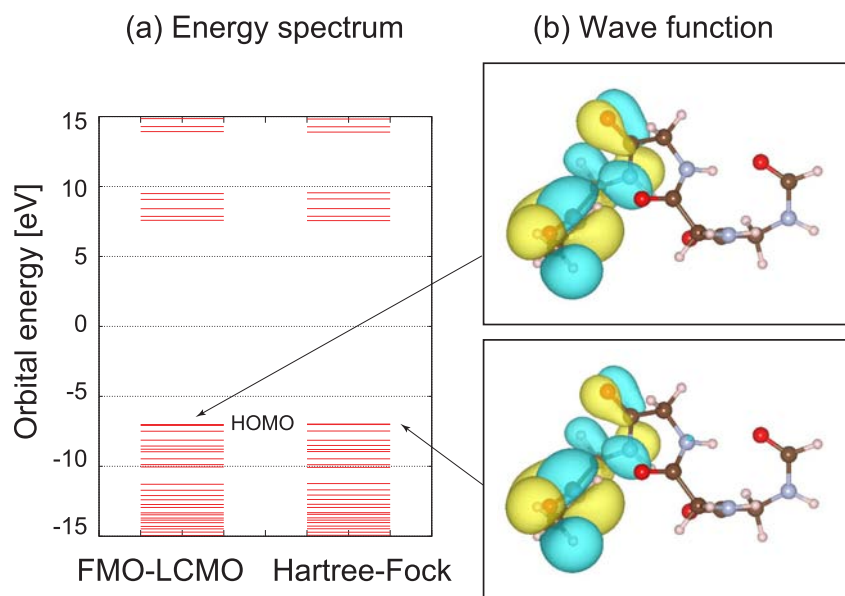 (a) Energy spectrum
(b) Wave function
Orbital energy [eV]
15
10
5
0
-5
-10
-15
HOMO
FMO-LCMO
Hartree-Fock